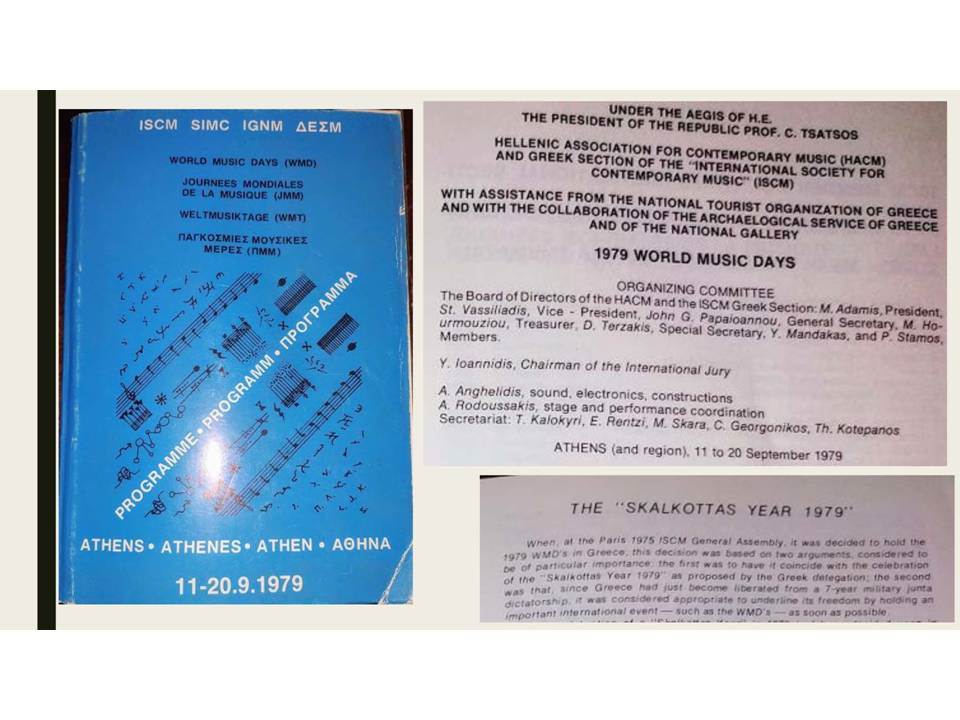 ISCM SIMC IGNM ΔΕΣΜ
WORLD MUSIC DAYS (WMD)
JOURNEES MONDIALES
DE LA MUSIQUE (JMM)
WELTMUSIKTAGE (WMT)
ΠΑΓΚΟΣΜΙΕΣ ΜΟΥΣΙΚΕΣ
ΜΕΡΕΣ (ΠΜΜ)
PROGRAMME • PROGRAMM • ΠΡΟΓΡΑΜΜΑ
ATHENS • ATHENES • ATHEN • ΑΘΗΝΑ
11-20.9.1979
UNDER THE AEGIS OF H.E.
THE PRESIDENT OF THE REPUBLIC PROF. C. TSATSOS
HELLENIC ASSOCIATION FOR CONTEMPORARY MUSIC (HACM)
AND GREEK SECTION OF THE "INTERNATIONAL SOCIETY FOR
CONTEMPORARY MUSIC" (ISCM)
WITH ASSISTANCE FROM THE NATIONAL TOURIST ORGANIZATION OF GREECE
AND WITH THE COLLABORATION OF THE ARCHAELOGICAL SERVICE OF GREECE
AND OF THE NATIONAL GALLERY
1979 WORLD MUSIC DAYS
ORGANIZING COMMITTEE
The Board of Directors of the HACM and the ISCM Greek Section: M. Adamis, President,
St. Vassiliadis, Vice - President, John G. Papaioannou, General Secretary, M. Ho-
urmouziou, Treasurer, D. Terzakis, Special Secretary, Y. Mandakas, and P. Stamos,
Members.
Y. Ioannidis, Chairman of the International Jury
A. Anghelidis, sound, electronics, constructions
A. Rodoussakis, stage and performance coordination
Secretariat: T. Kalokyri, E. Rentzi, M. Skara, C. Georgonikos, Th. Kotepanos
ATHENS (and region), 11 to 20 September 1979
THE "SKALKOTTAS YEAR 1979"
When, at the Paris 1975 ISCM General Assembly, it was decided to hold the
1979 WMD's in Greece, this decision was based on two arguments, considered to
be of particular importance: the first was to have it coincide with the celebration
of the "Skalkottas Year 1979" as proposed by the Greek delegation; the second
was that, since Greece had just become liberated from a 7-year military junta
dictatorship, it was considered appropriate to underline its freedom by holding an
important international event — such as the WMD's — as soon as possible.